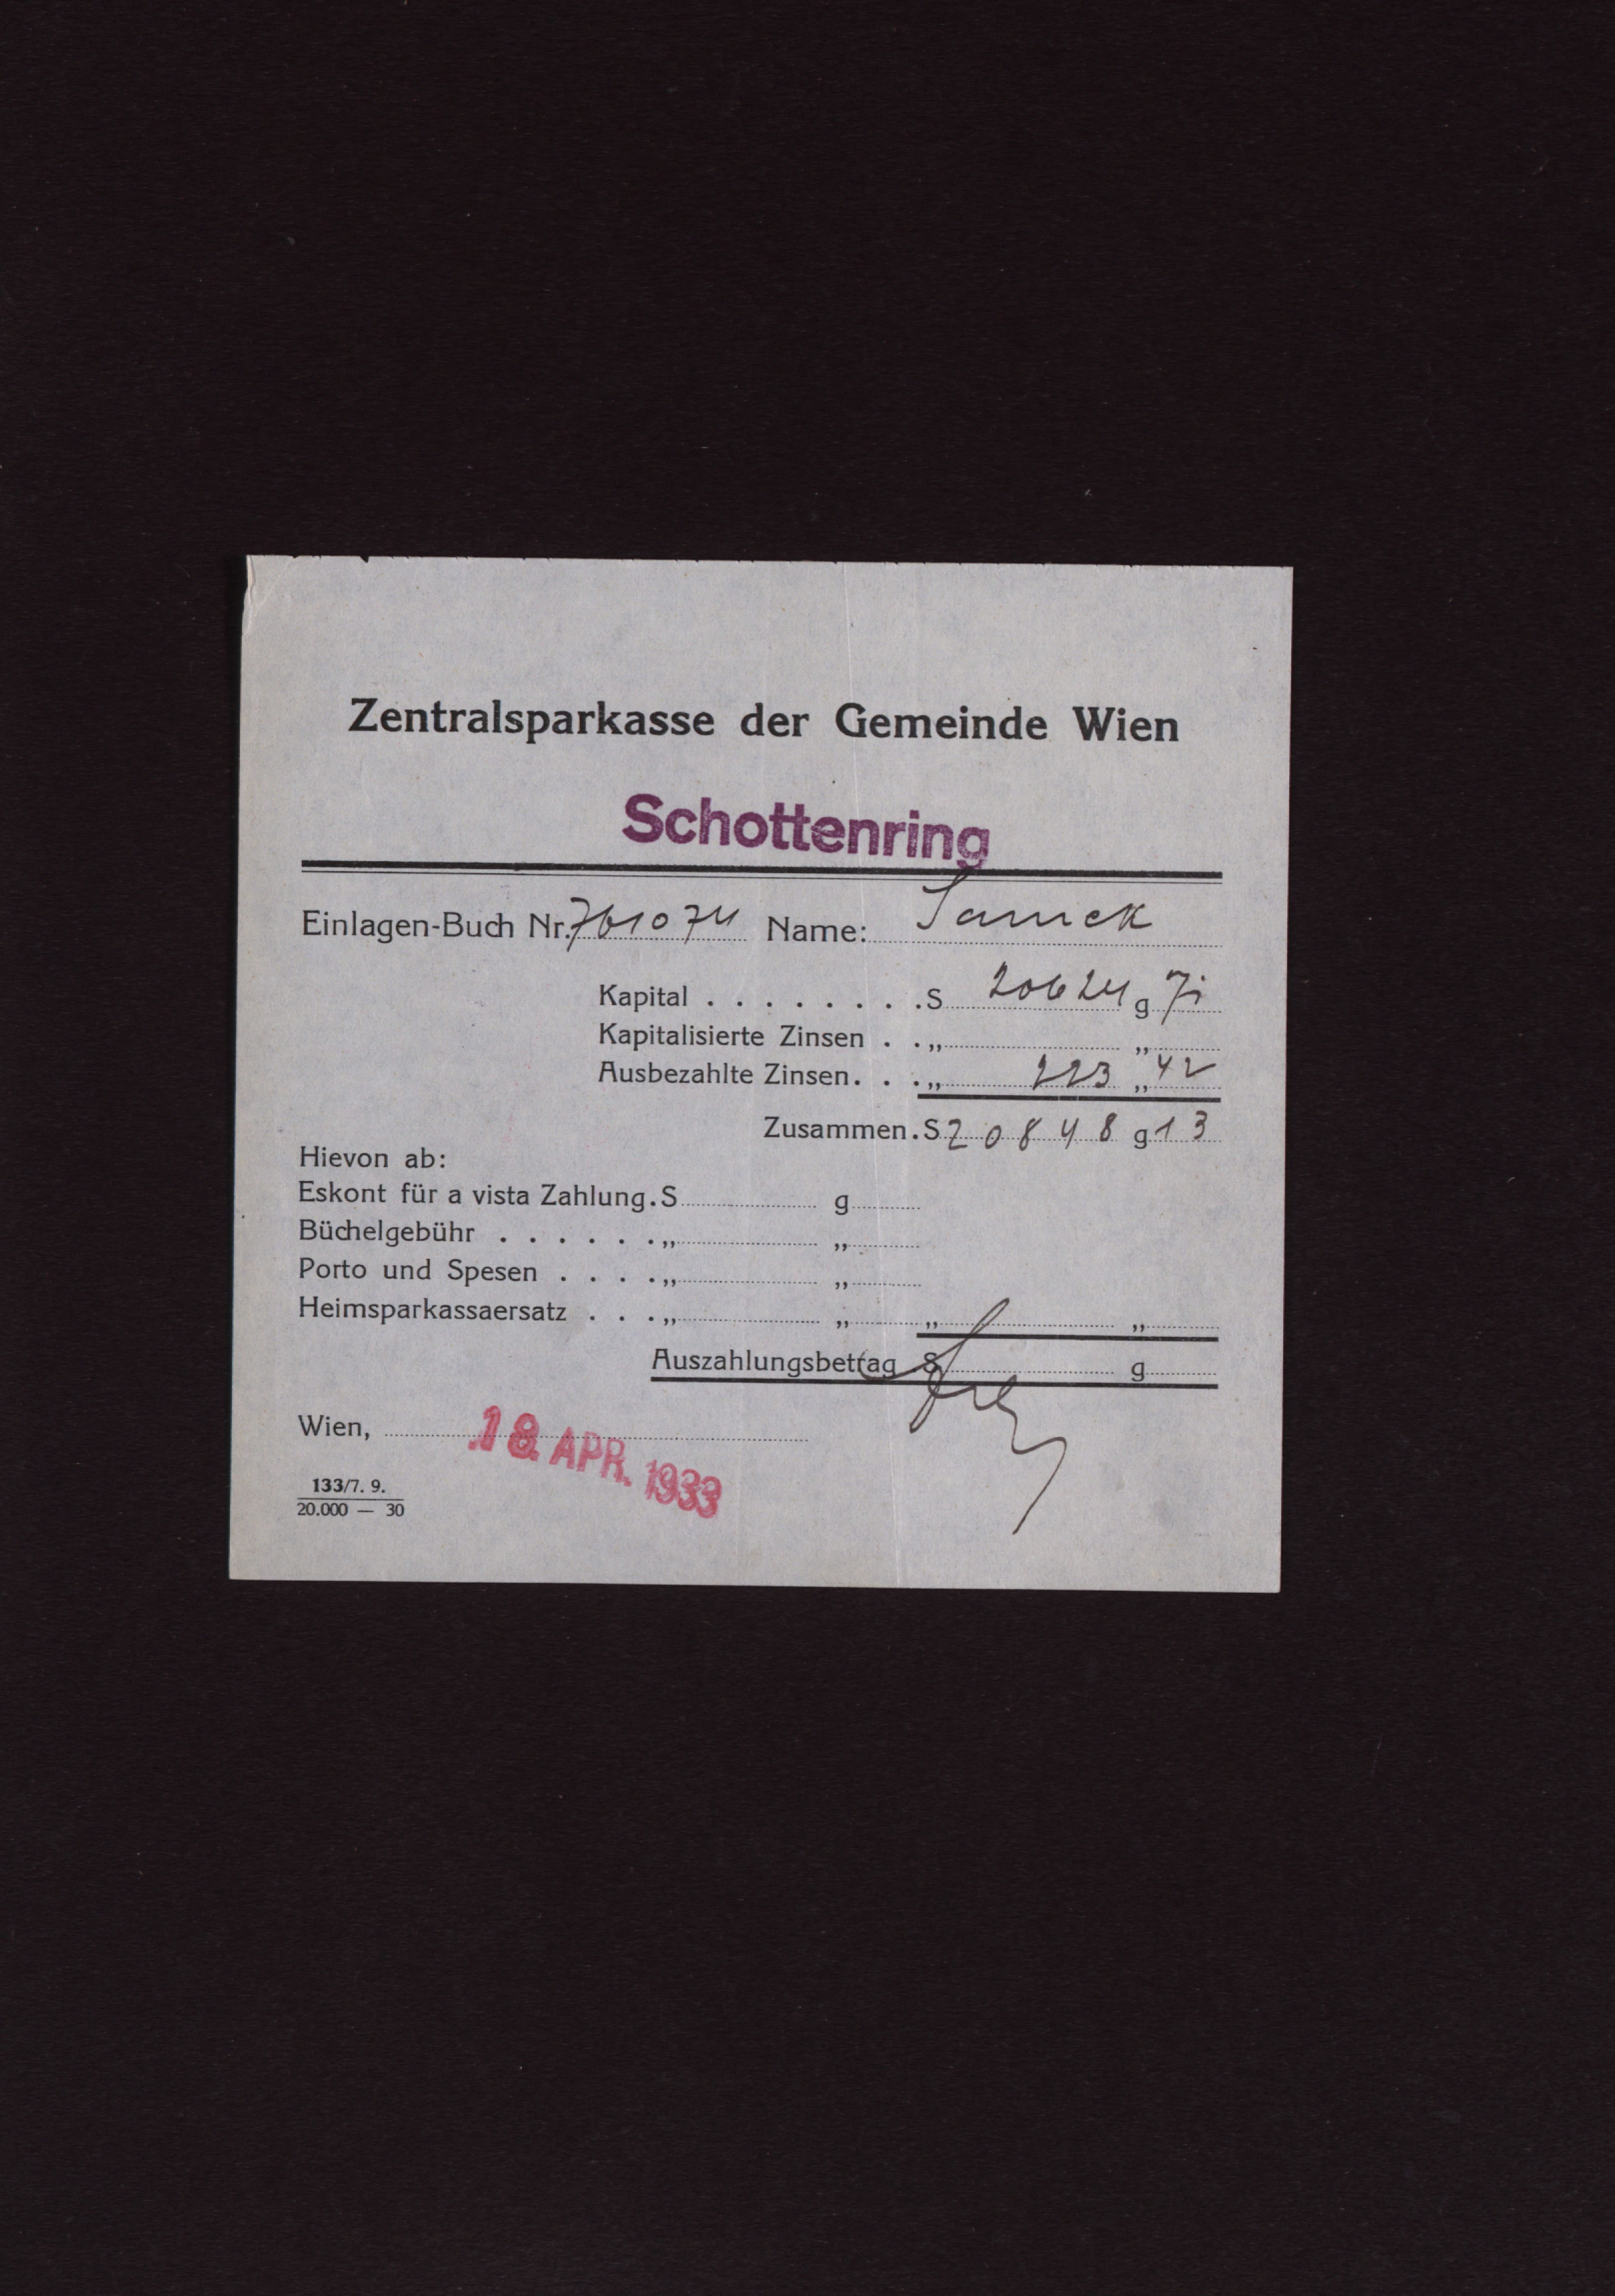 Zentralsparkasse der Gemeinde Wien
Schottenring
Einlagen-Buch Nr. 761074 Name: Samek
Kapital . . . . . . . . S 20624 g 71
Kapitalisierte Zinsen . . „ „
Ausbezahlte Zinsen. . . „ 223 „ 42
Zusammen. S 20848 g 13
Hievon ab:
Eskont für a vista Zahlung. S g
Büchelgebühr . . . . . . „ „
Porto und Spesen . . . . „ „
Heimsparkassaersatz . . . „ „ „ „
Auszahlungsbetrag S g
Wien, 18. APR. 1933
133/7. 9.
20.000 — 30